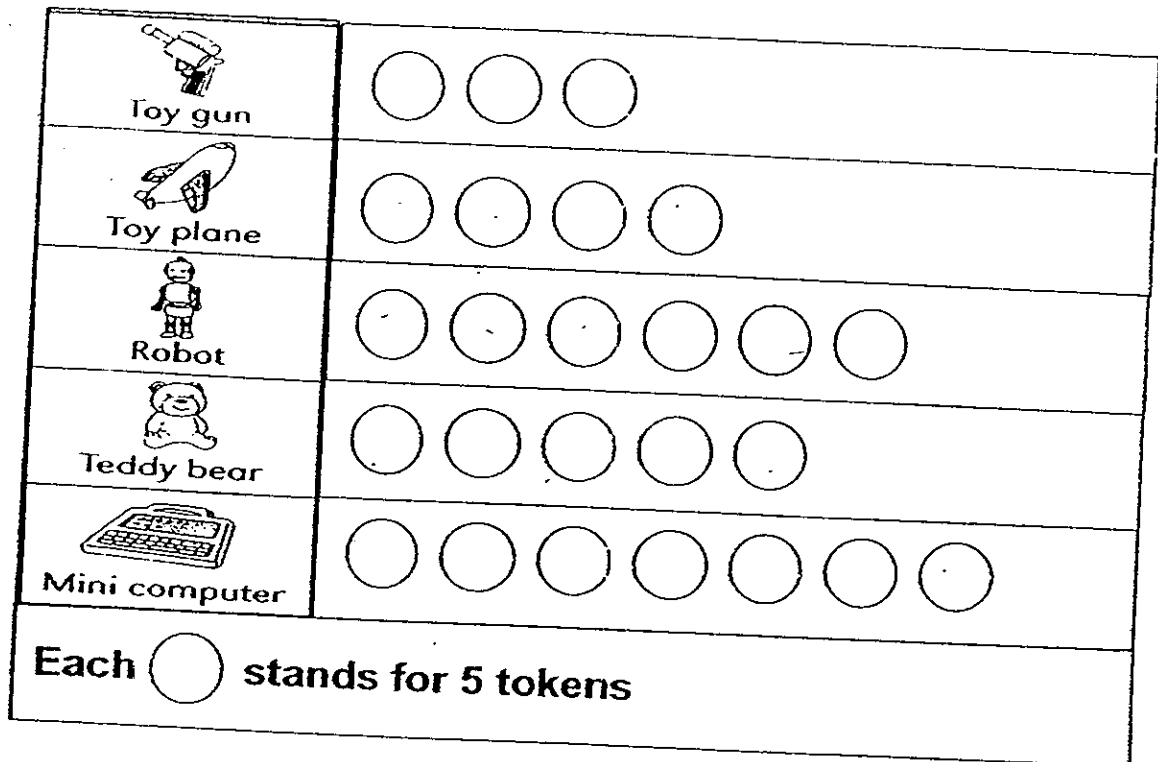 Toy gun
Toy plane
Robot
Teddy bear
Mini computer
Each stands for 5 tokens